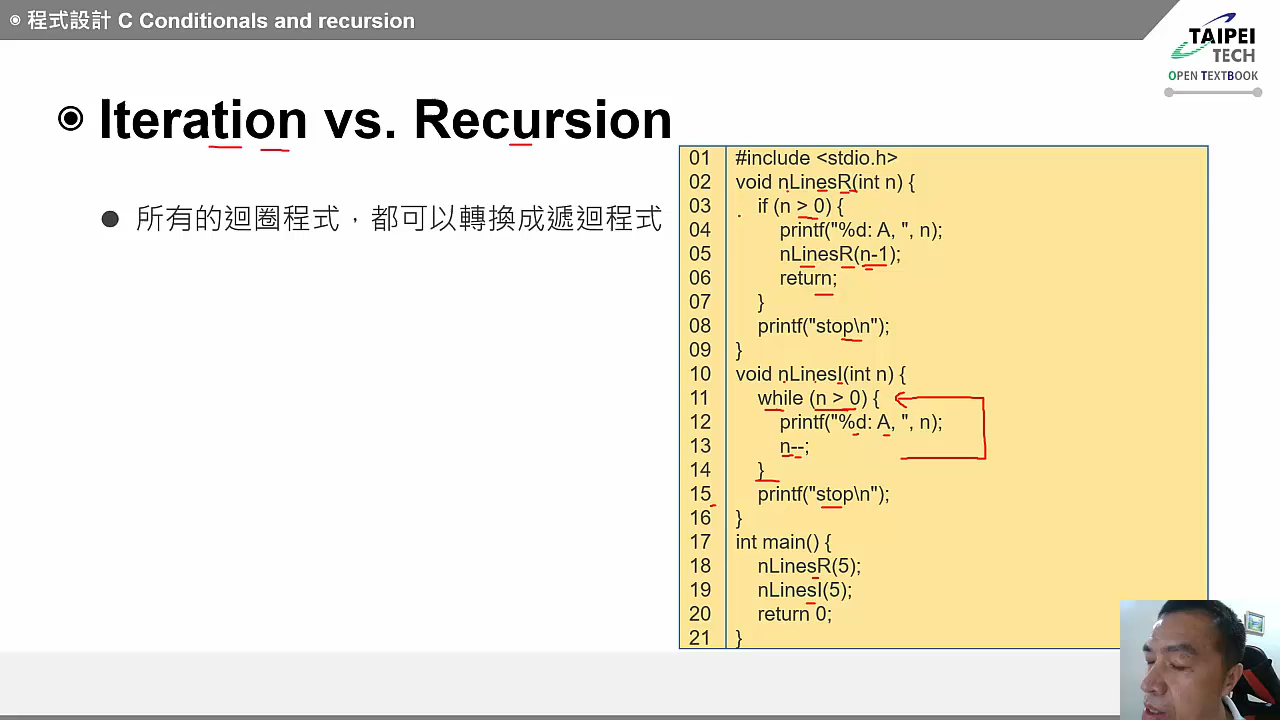 程式設計 C Conditionals and recursion
TAIPEI
TECH
OPEN TEXTBOOK
Iteration vs. Recursion
所有的迴圈程式，都可以轉換成遞迴程式
01 #include <stdio.h>
02 void nLinesR(int n) {
03 if (n > 0) {
04 printf("%d: A, ", n);
05 nLinesR(n-1);
06 return;
07 }
08 printf("stop\n");
09 }
10 void nLinesI(int n) {
11 while (n > 0) {
12 printf("%d: A, ", n);
13 n--;
14 }
15 printf("stop\n");
16 }
17 int main() {
18 nLinesR(5);
19 nLinesI(5);
20 return 0;
21 }